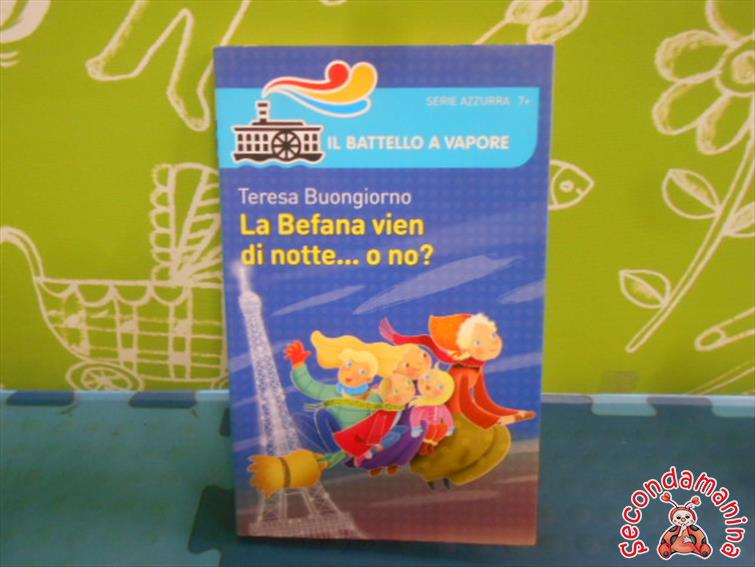 SERIE AZZURRA 7+
IL BATTELLO A VAPORE
Teresa Buongiorno
La Befana vien
di notte... o no?
secondamanina